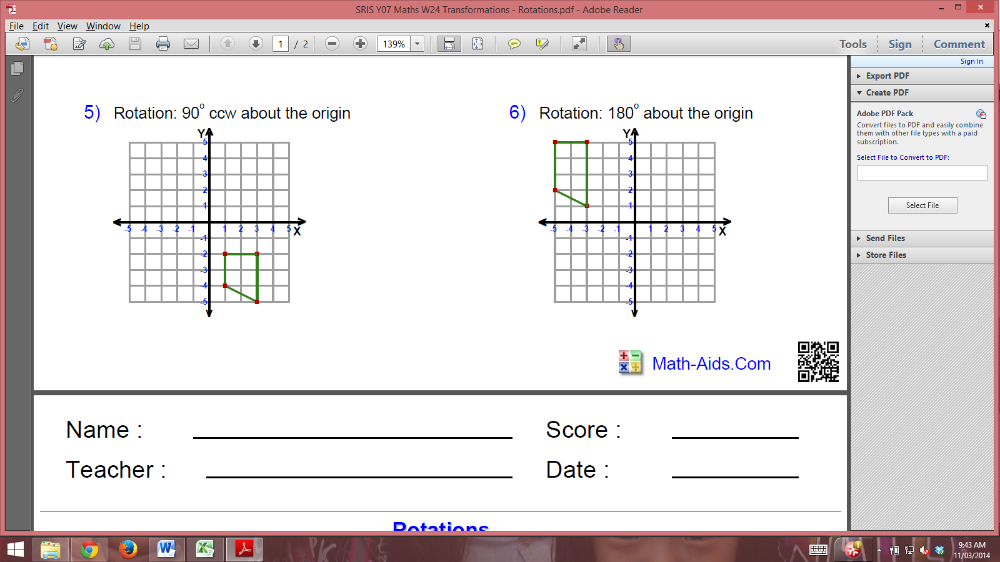 SRIS Y07 Maths W24 Transformations - Rotations.pdf - Adobe Reader
File Edit View Window Help
1 / 2 139% Tools Sign Comment
Sign In
Export PDF
Create PDF
Adobe PDF Pack
Convert files to PDF and easily combine
them with other file types with a paid
subscription.
Select File to Convert to PDF:
Select File
Send Files
Store Files
5) Rotation: 90° ccw about the origin
Y
5
4
3
2
1
-5 -4 -3 -2 -1 1 2 3 4 5 X
-1
-2
-3
-4
-5
6) Rotation: 180° about the origin
Y
5
4
3
2
1
-5 -4 -3 -2 -1 1 2 3 4 5 X
-1
-2
-3
-4
-5
Math-Aids.Com
Name : Score :
Teacher : Date :
Rotations
9:43 AM
11/03/2014